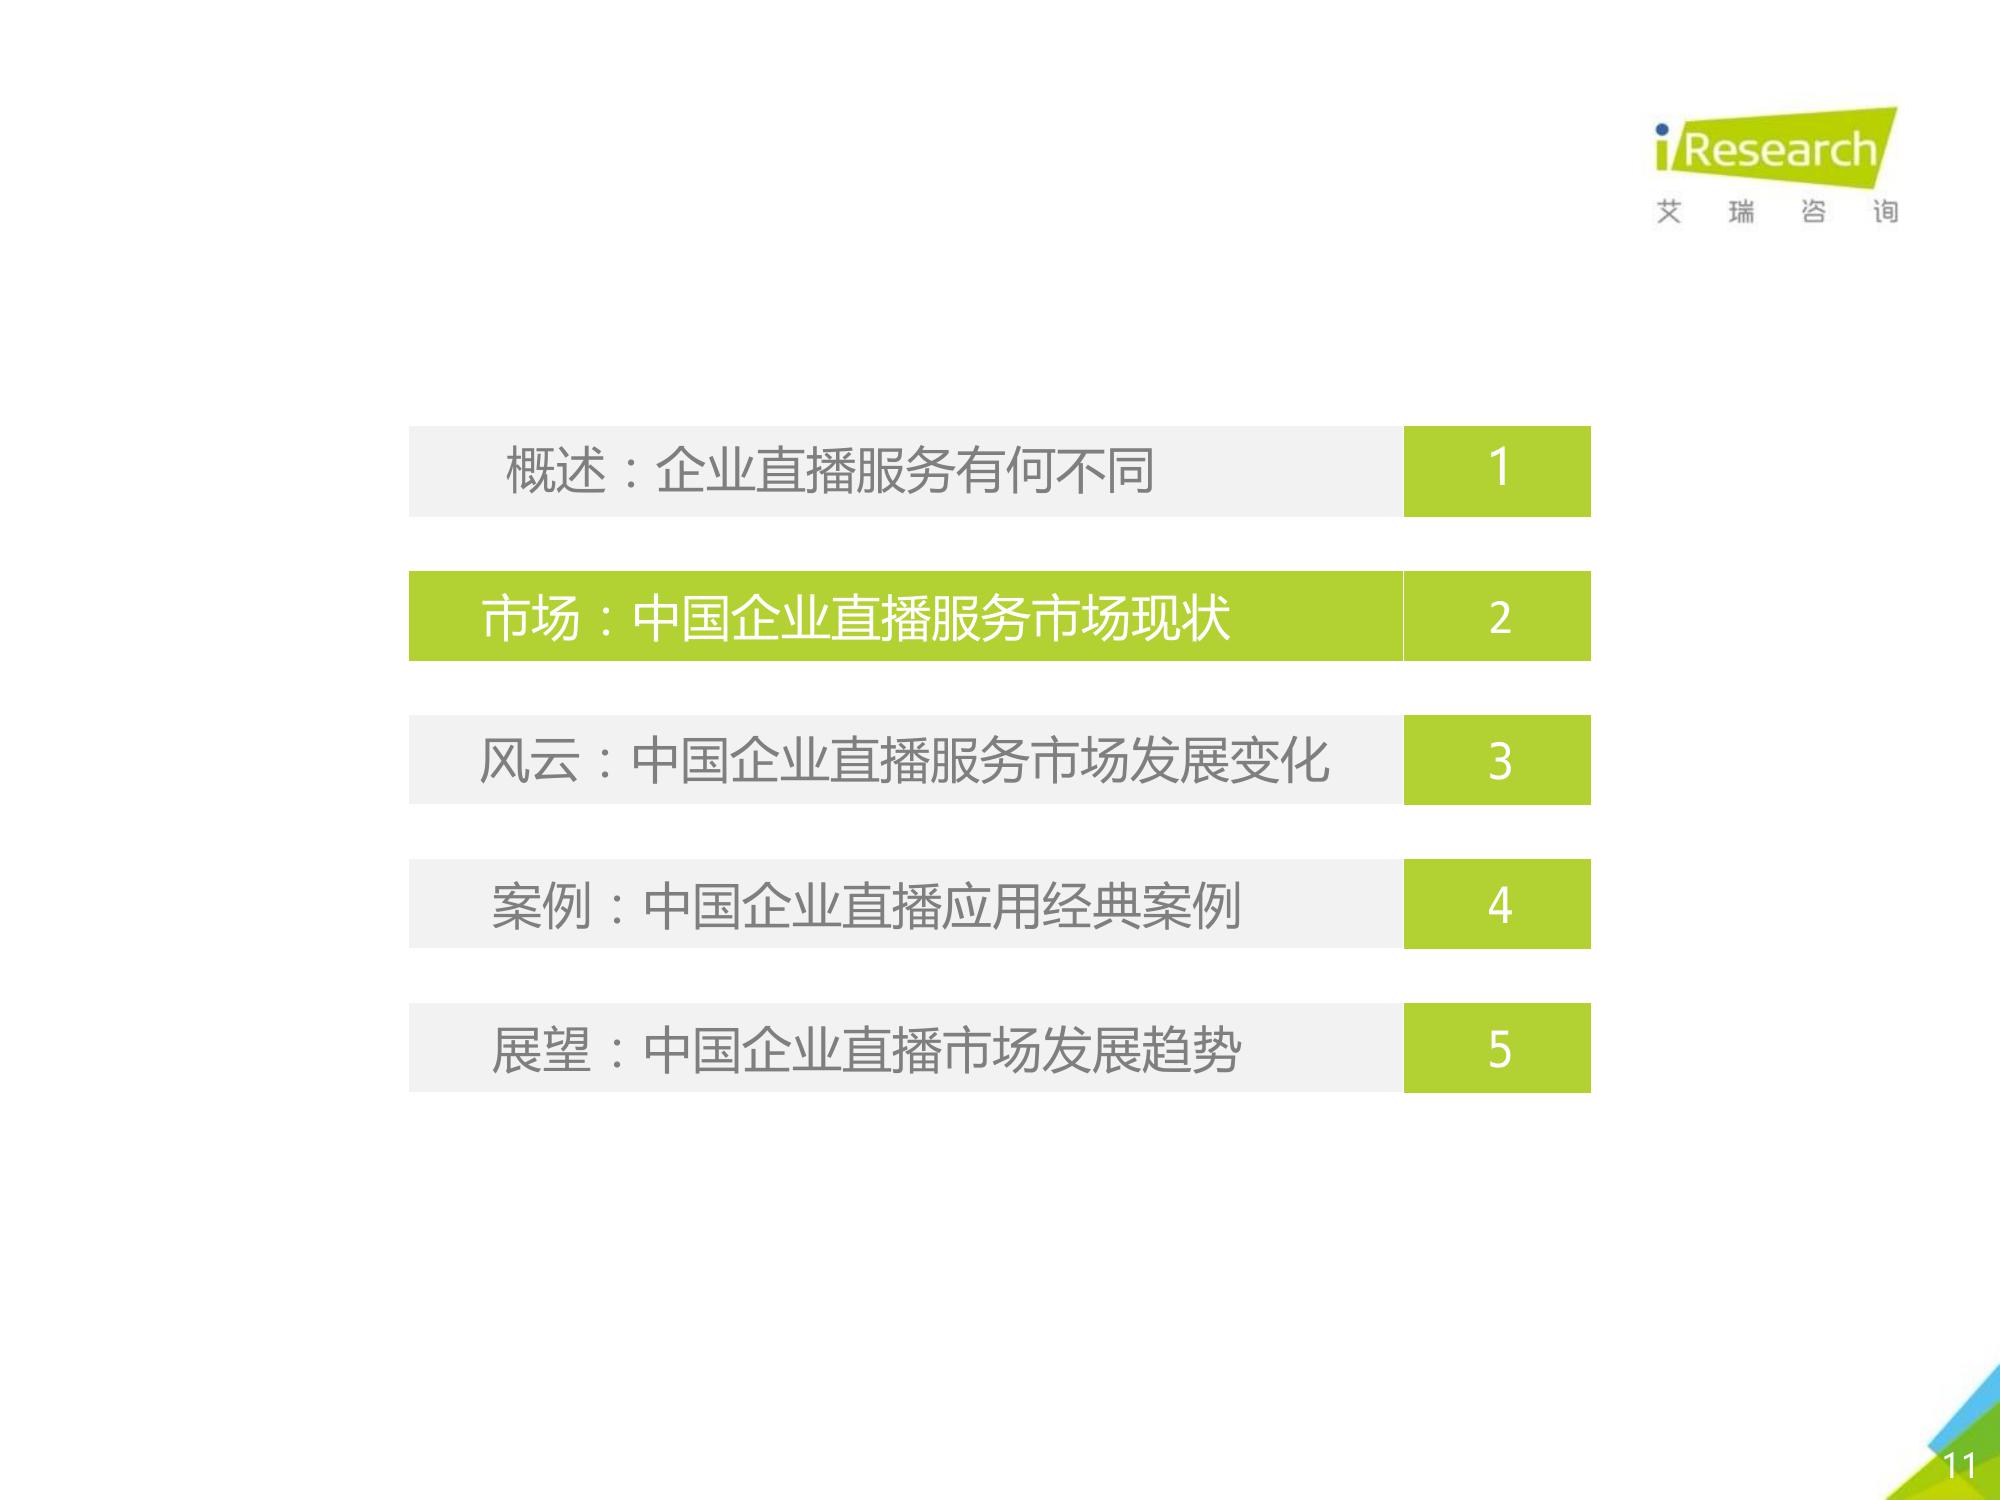 iResearch
艾瑞咨询
概述：企业直播服务有何不同 1
市场：中国企业直播服务市场现状 2
风云：中国企业直播服务市场发展变化 3
案例：中国企业直播应用经典案例 4
展望：中国企业直播市场发展趋势 5
11